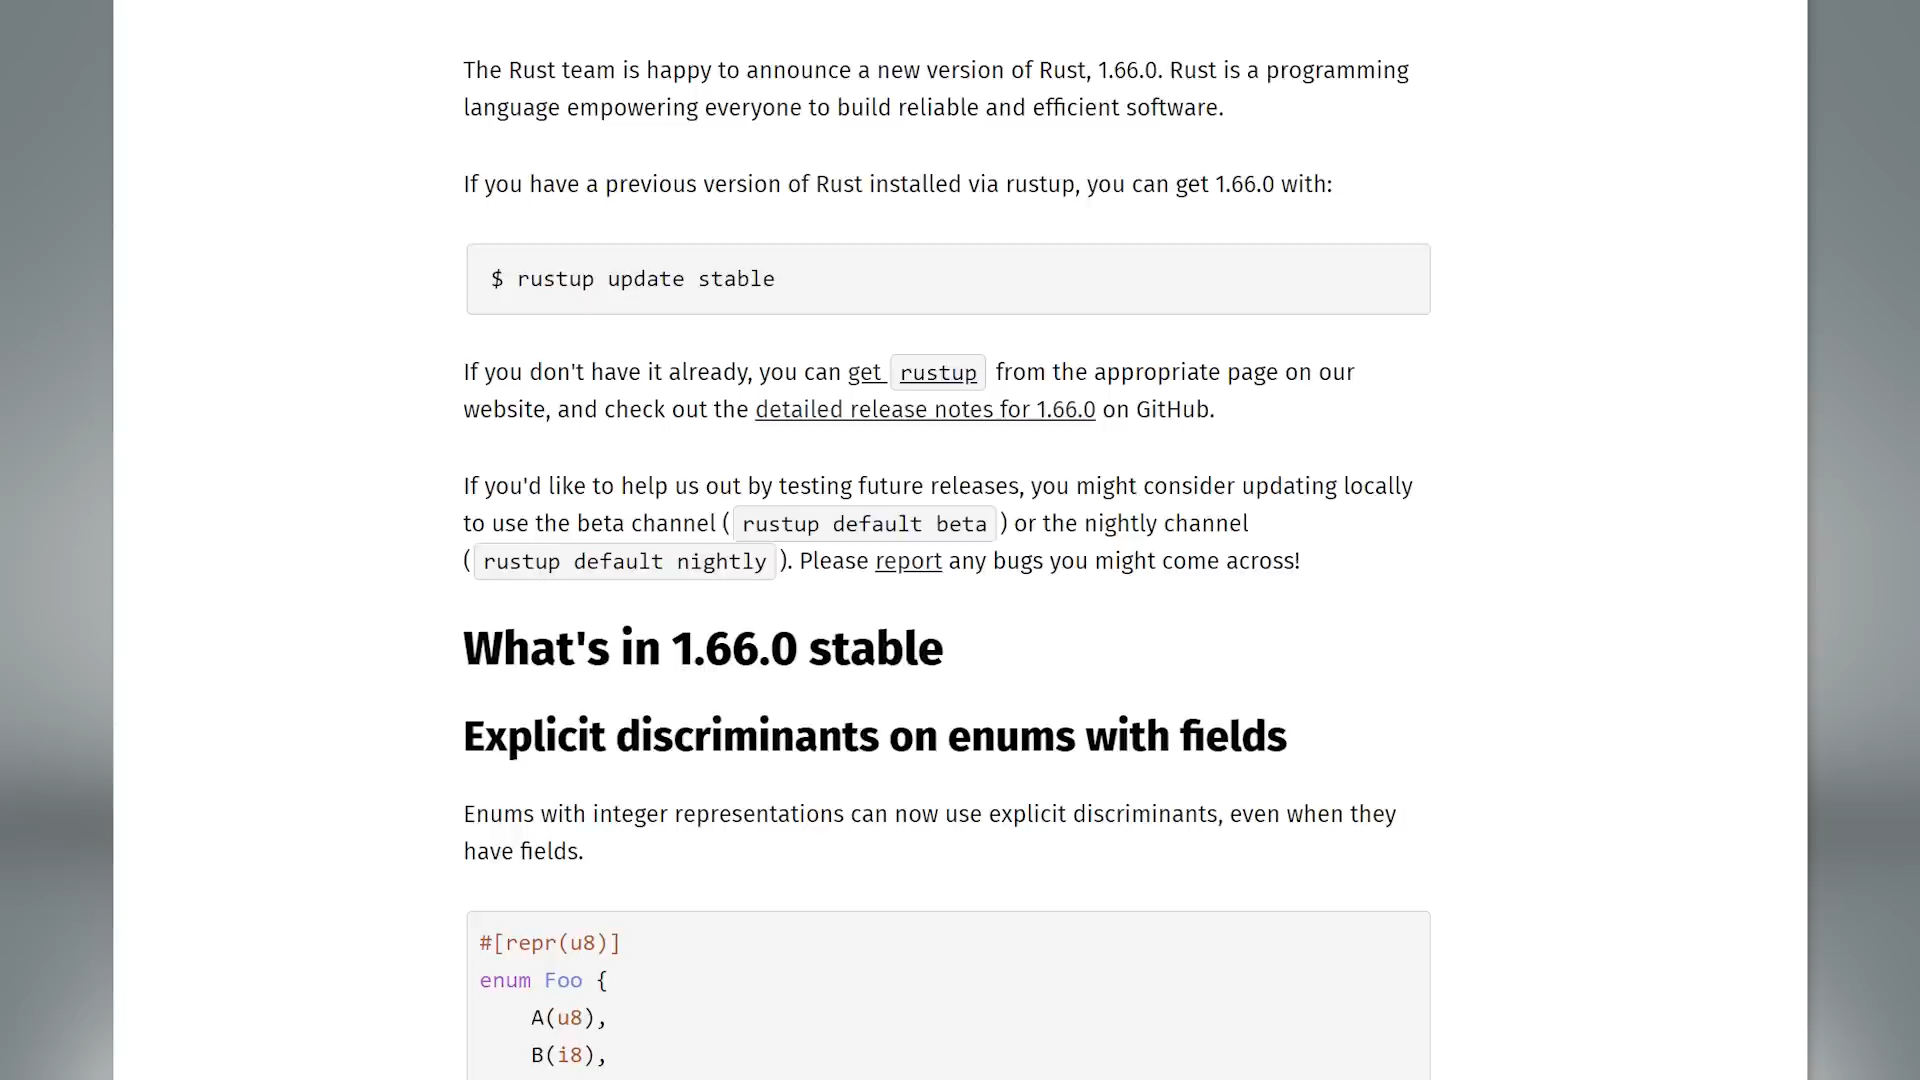 The Rust team is happy to announce a new version of Rust, 1.66.0. Rust is a programming
language empowering everyone to build reliable and efficient software.
If you have a previous version of Rust installed via rustup, you can get 1.66.0 with:
$ rustup update stable
If you don't have it already, you can get rustup from the appropriate page on our
website, and check out the detailed release notes for 1.66.0 on GitHub.
If you'd like to help us out by testing future releases, you might consider updating locally
to use the beta channel ( rustup default beta ) or the nightly channel
( rustup default nightly ). Please report any bugs you might come across!
What's in 1.66.0 stable
Explicit discriminants on enums with fields
Enums with integer representations can now use explicit discriminants, even when they
have fields.
#[repr(u8)]
enum Foo {
    A(u8),
    B(i8),